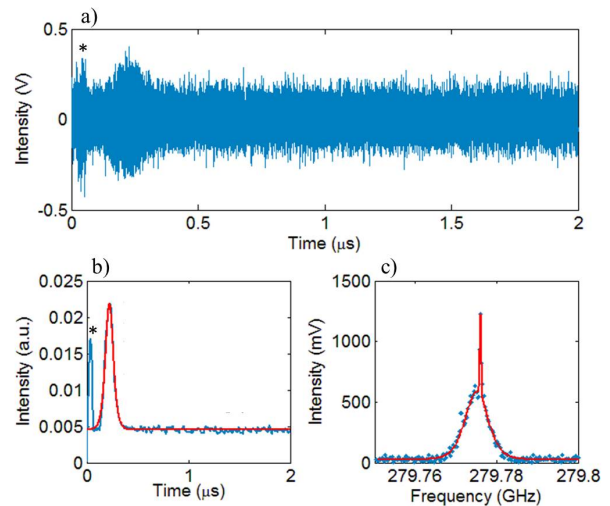 a)
*
0.5
0
-0.5
Intensity (V)
0
0.5
1
1.5
2
Time (μs)
b)
*
0.025
0.02
0.015
0.01
0.005
0
Intensity (a.u.)
0
1
2
Time (μs)
c)
1500
1000
500
0
Intensity (mV)
279.76
279.78
279.8
Frequency (GHz)